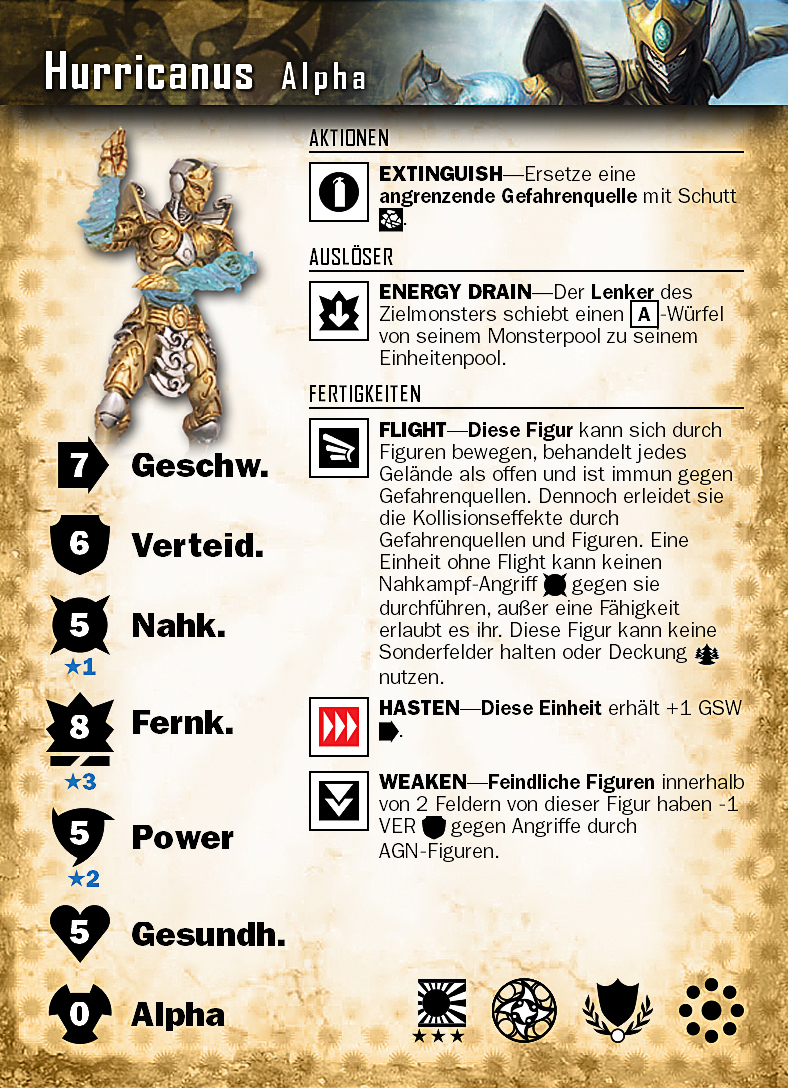 Hurricanus Alpha
AKTIONEN
EXTINGUISH—Ersetze eine
angrenzende Gefahrenquelle mit Schutt
.
AUSLÖSER
ENERGY DRAIN—Der Lenker des
Zielmonsters schiebt einen A-Würfel
von seinem Monsterpool zu seinem
Einheitenpool.
FERTIGKEITEN
FLIGHT—Diese Figur kann sich durch
Figuren bewegen, behandelt jedes
Gelände als offen und ist immun gegen
Gefahrenquellen. Dennoch erleidet sie
die Kollisionseffekte durch
Gefahrenquellen und Figuren. Eine
Einheit ohne Flight kann keinen
Nahkampf-Angriff gegen sie
durchführen, außer eine Fähigkeit
erlaubt es ihr. Diese Figur kann keine
Sonderfelder halten oder Deckung
nutzen.
HASTEN—Diese Einheit erhält +1 GSW
.
WEAKEN—Feindliche Figuren innerhalb
von 2 Feldern von dieser Figur haben -1
VER gegen Angriffe durch
AGN-Figuren.
7 Geschw.
6 Verteid.
5 Nahk.
★1
8 Fernk.
★3
5 Power
★2
5 Gesundh.
0 Alpha